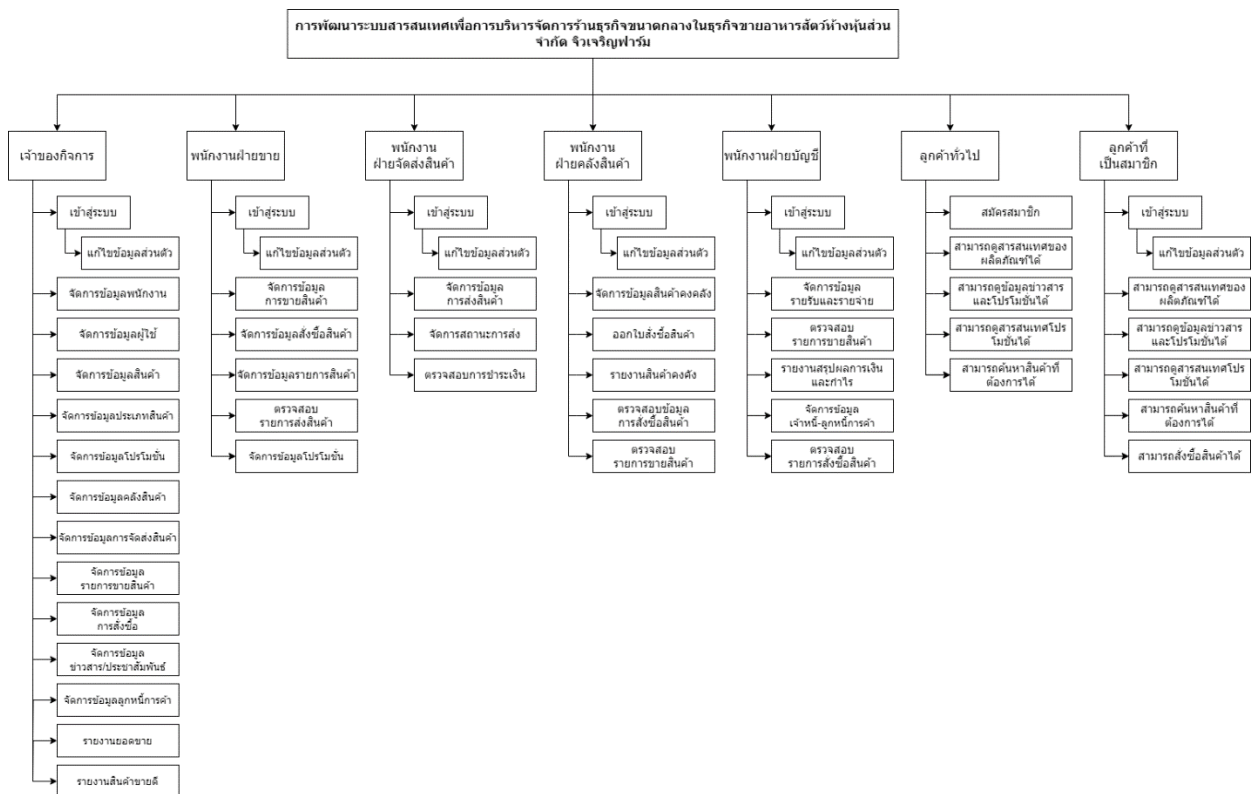 การพัฒนาระบบสารสนเทศเพื่อการบริหารจัดการร้านธุรกิจขนาดกลางในธุรกิจขายอาหารสัตว์ห้างหุ้นส่วน
จำกัด จิวเจริญฟาร์ม
เจ้าของกิจการ
เข้าสู่ระบบ
แก้ไขข้อมูลส่วนตัว
จัดการข้อมูลพนักงาน
จัดการข้อมูลผู้ใช้
จัดการข้อมูลสินค้า
จัดการข้อมูลประเภทสินค้า
จัดการข้อมูลโปรโมชั่น
จัดการข้อมูลคลังสินค้า
จัดการข้อมูลการจัดส่งสินค้า
จัดการข้อมูล
รายการขายสินค้า
จัดการข้อมูล
การสั่งซื้อ
จัดการข้อมูล
ข่าวสาร/ประชาสัมพันธ์
จัดการข้อมูลลูกหนี้การค้า
รายงานยอดขาย
รายงานสินค้าขายดี
พนักงานฝ่ายขาย
เข้าสู่ระบบ
แก้ไขข้อมูลส่วนตัว
จัดการข้อมูล
การขายสินค้า
จัดการข้อมูลสั่งซื้อสินค้า
จัดการข้อมูลรายการสินค้า
ตรวจสอบ
รายการส่งสินค้า
จัดการข้อมูลโปรโมชั่น
พนักงาน
ฝ่ายจัดส่งสินค้า
เข้าสู่ระบบ
แก้ไขข้อมูลส่วนตัว
จัดการข้อมูล
การส่งสินค้า
จัดการสถานะการส่ง
ตรวจสอบการชำระเงิน
พนักงาน
ฝ่ายคลังสินค้า
เข้าสู่ระบบ
แก้ไขข้อมูลส่วนตัว
จัดการข้อมูลสินค้าคงคลัง
ออกใบสั่งซื้อสินค้า
รายงานสินค้าคงคัง
ตรวจสอบข้อมูล
การสั่งซื้อสินค้า
ตรวจสอบ
รายการขายสินค้า
พนักงานฝ่ายบัญชี
เข้าสู่ระบบ
แก้ไขข้อมูลส่วนตัว
จัดการข้อมูล
รายรับและรายจ่าย
ตรวจสอบ
รายการขายสินค้า
รายงานสรุปผลการเงิน
และกำไร
จัดการข้อมูล
เจ้าหนี้-ลูกหนี้การค้า
ตรวจสอบ
รายการสั่งซื้อสินค้า
ลูกค้าทั่วไป
สมัครสมาชิก
สามารถดูสารสนเทศของ
ผลิตภัณฑ์ได้
สามารถดูข้อมูลข่าวสาร
และโปรโมชั่นได้
สามารถดูสารสนเทศโปร
โมชั่นได้
สามารถค้นหาสินค้าที่
ต้องการได้
ลูกค้าที่
เป็นสมาชิก
เข้าสู่ระบบ
แก้ไขข้อมูลส่วนตัว
สามารถดูสารสนเทศของ
ผลิตภัณฑ์ได้
สามารถดูข้อมูลข่าวสาร
และโปรโมชั่นได้
สามารถดูสารสนเทศโปร
โมชั่นได้
สามารถค้นหาสินค้าที่
ต้องการได้
สามารถสั่งซื้อสินค้าได้